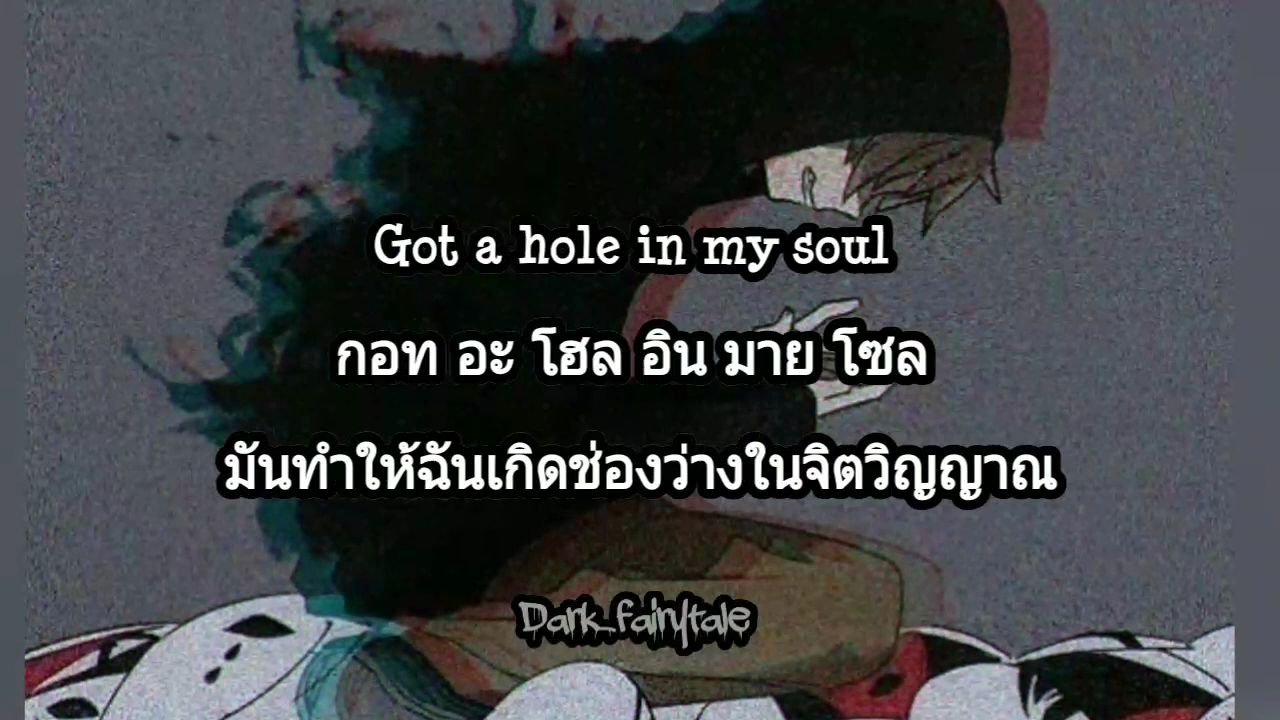 Got a hole in my soul
กอท อะ โฮล อิน มาย โซล
มันทำให้ฉันเกิดช่องว่างในจิตวิญญาณ
Dark_fairytale